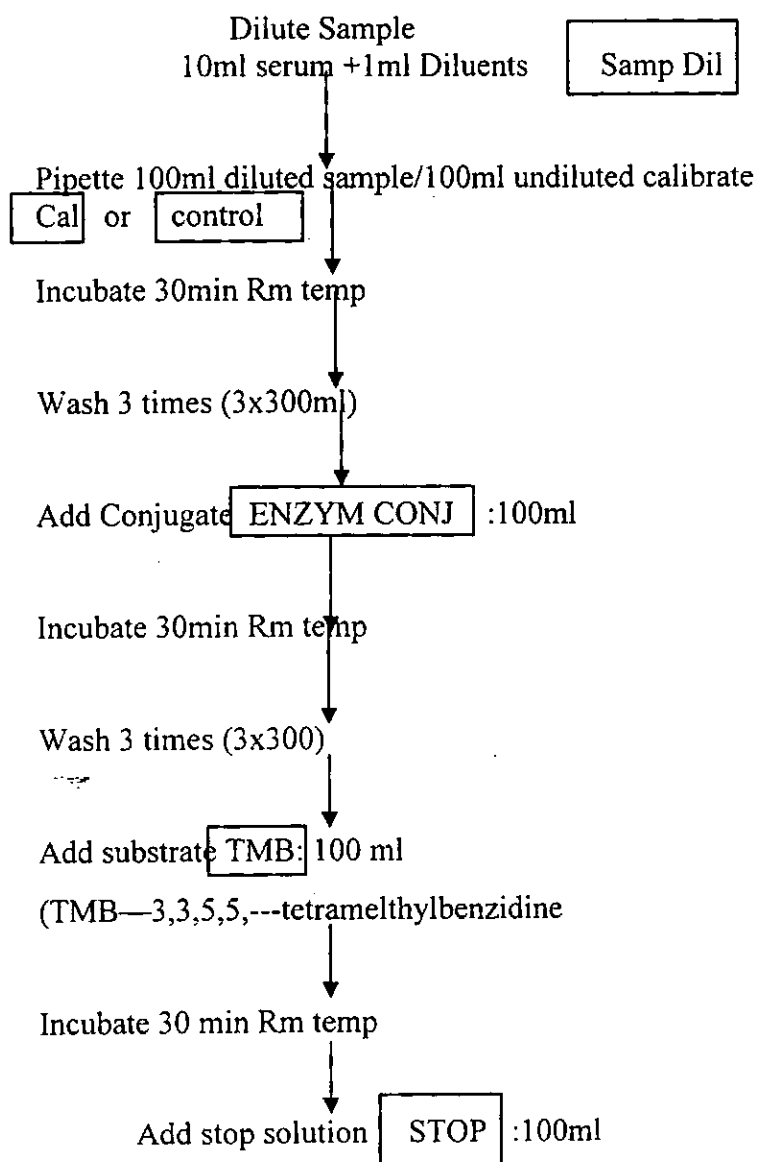 Dilute Sample
10ml serum +1ml Diluents Samp Dil
Pipette 100ml diluted sample/100ml undiluted calibrate
Cal or control
Incubate 30min Rm temp
Wash 3 times (3x300ml)
Add Conjugate ENZYM CONJ :100ml
Incubate 30min Rm temp
Wash 3 times (3x300)
Add substrate TMB: 100 ml
(TMB—3,3,5,5,---tetramelthylbenzidine
Incubate 30 min Rm temp
Add stop solution STOP :100ml